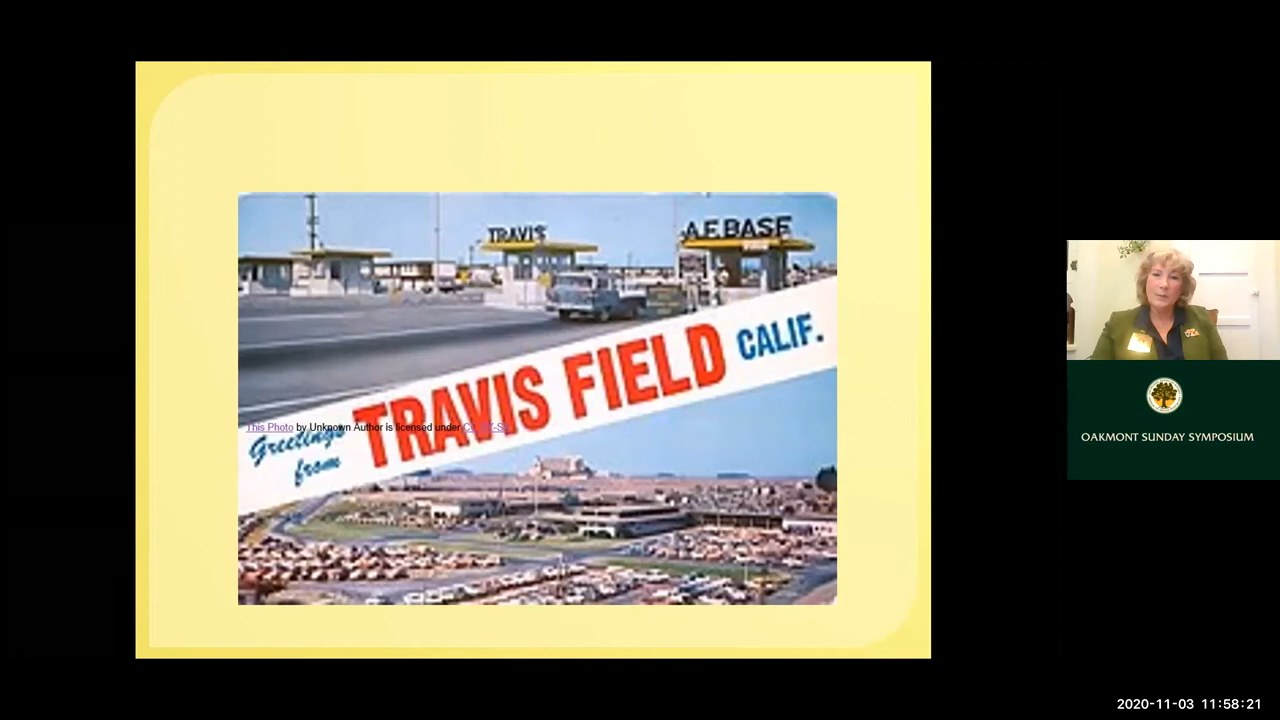 TRAVIS
A.F. BASE
Greetings
from
TRAVIS FIELD
CALIF.
This Photo by Unknown Author is licensed under
OAKMONT SUNDAY SYMPOSIUM
2020-11-03 11:58:21